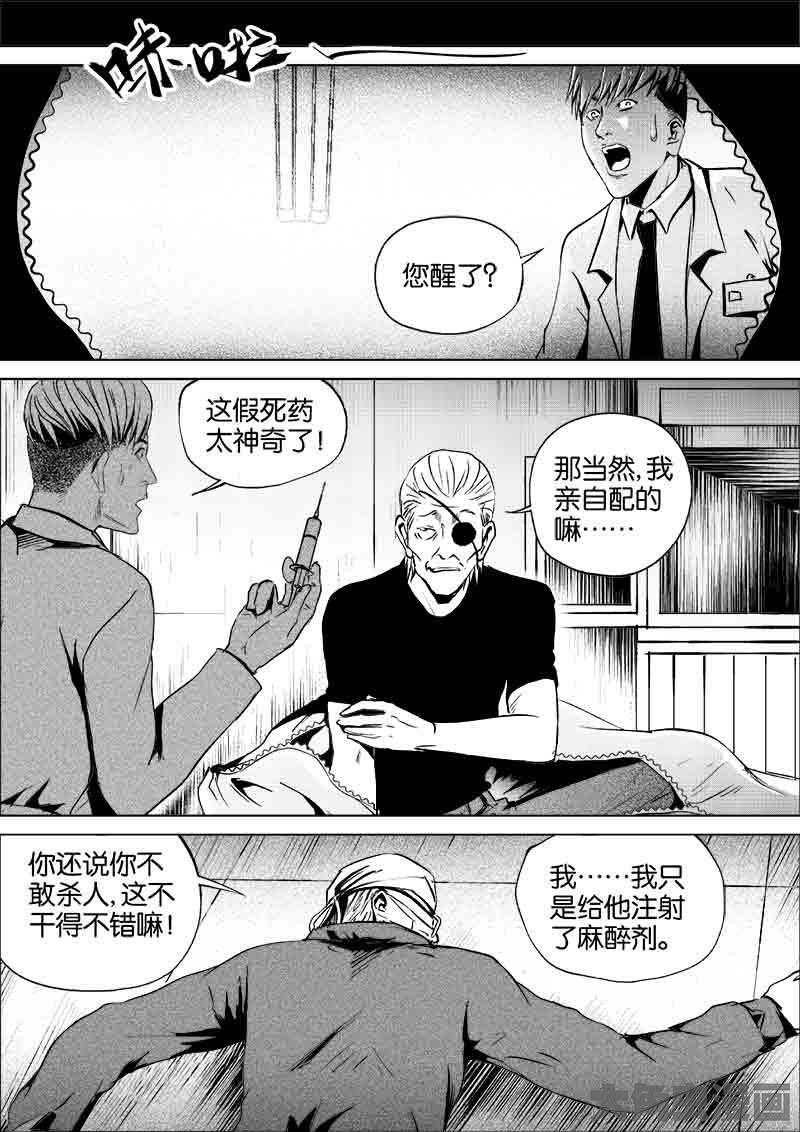 咔啦
您醒了？
这假死药
太神奇了！
那当然，我
亲自配的
嘛……
你还说你不
敢杀人，这不
干得不错嘛！
我……我只
是给他注射
了麻醉剂。